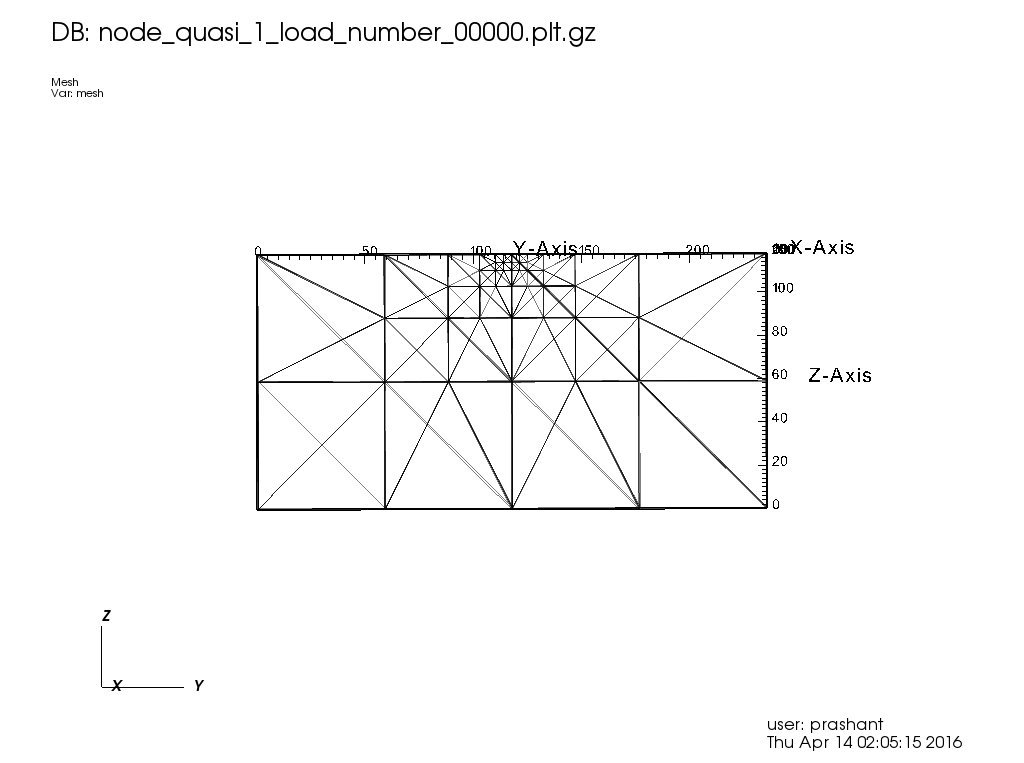 DB: node_quasi_1_load_number_00000.plt.gz
Mesh
Var: mesh
0 50 100 Y-Axis 150 200 X-Axis
100
80
60 Z-Axis
40
20
0
Z
X Y
user: prashant
Thu Apr 14 02:05:15 2016